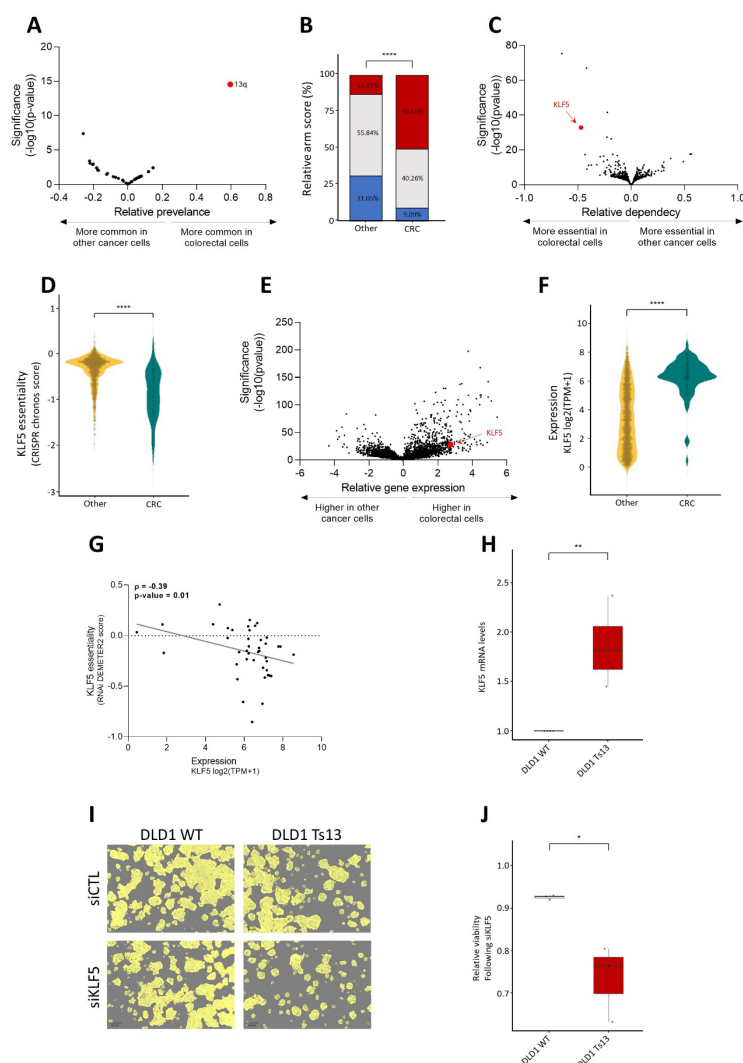 A
Significance
(-log10(p-value))
20
15
10
5
0
-0.4
-0.2
0.0
0.2
0.4
0.6
0.8
13q
Relative prevelance
More common in
other cancer cells
More common in
colorectal cells
B
****
Relative arm score (%)
100
75
50
25
0
55.84%
31.05%
40.26%
9.09%
Other
CRC
C
Significance
(-log10(pvalue))
80
60
40
20
0
-1.0
-0.5
0.0
0.5
1.0
KLF5
Relative dependecy
More essential in
colorectal cells
More essential in
other cancer cells
D
****
KLF5 essentiality
(CRISPR chronos score)
1
0
-1
-2
-3
Other
CRC
E
Significance
(-log10(pvalue))
250
200
150
100
50
0
-6
-4
-2
0
2
4
6
KLF5
Relative gene expression
Higher in other
cancer cells
Higher in
colorectal cells
F
****
Expression
KLF5 log2(TPM+1)
10
8
6
4
2
0
Other
CRC
G
ρ = -0.39
p-value = 0.01
KLF5 essentiality
(RNAi DEMETER2 score)
0.5
0.0
-0.5
-1.0
0
2
4
6
8
10
Expression
KLF5 log2(TPM+1)
H
**
KLF5 mRNA levels
2.5
2.0
1.5
1.0
DLD1 WT
DLD1 Ts13
I
DLD1 WT
DLD1 Ts13
siCTL
siKLF5
J
*
Relative viability
Following siKLF5
1.0
0.9
0.8
0.7
DLD1 WT
DLD1 Ts13